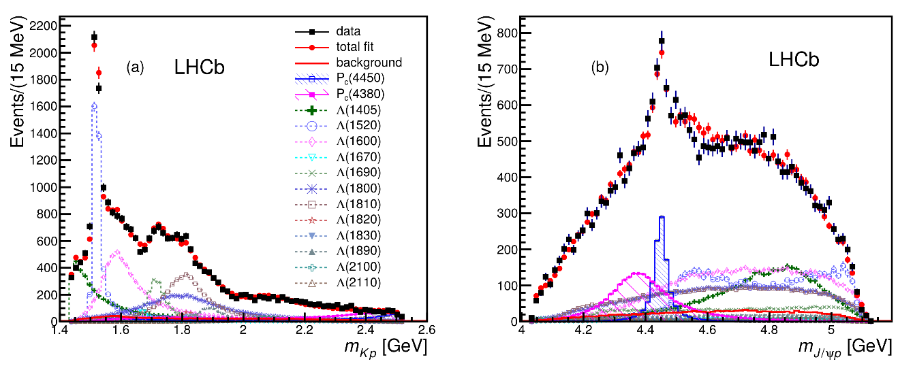 Events/(15 MeV)
2200
2000
1800
1600
1400
1200
1000
800
600
400
200
0
1.4
1.6
1.8
2
2.2
2.4
2.6
m_Kp [GeV]
(a)
LHCb
data
total fit
background
P_c(4450)
P_c(4380)
Λ(1405)
Λ(1520)
Λ(1600)
Λ(1670)
Λ(1690)
Λ(1800)
Λ(1810)
Λ(1820)
Λ(1830)
Λ(1890)
Λ(2100)
Λ(2110)
Events/(15 MeV)
800
700
600
500
400
300
200
100
0
4
4.2
4.4
4.6
4.8
5
m_J/ψp [GeV]
(b)
LHCb